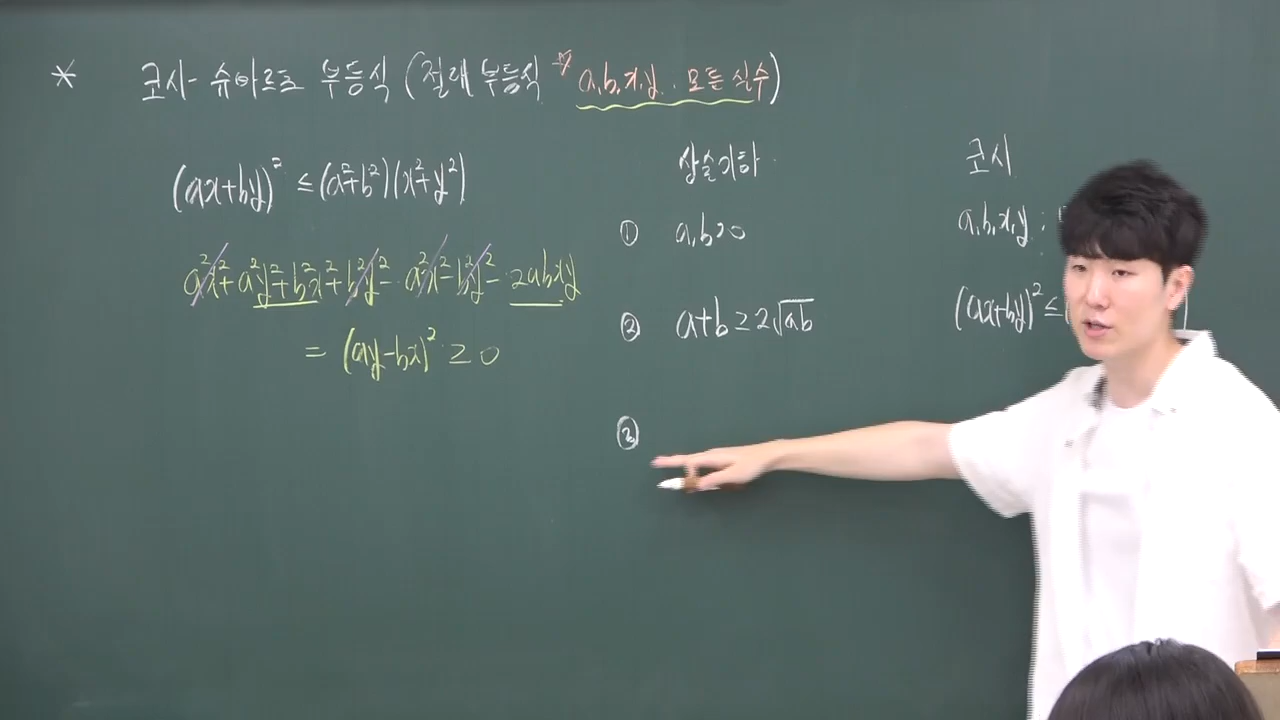 * 코시-슈바르츠 부등식 (절대부등식 ☆ a,b,x,y : 모든 실수)
(ax+by)² ≤ (a²+b²)(x²+y²)
a²x²+a²y²+b²x²+b²y²-a²x²-b²y²-2abxy
= (ay-bx)² ≥ 0
산술기하
① a,b>0
② a+b ≥ 2√ab
③
코시
a,b,x,y :
(ax+by)² ≤